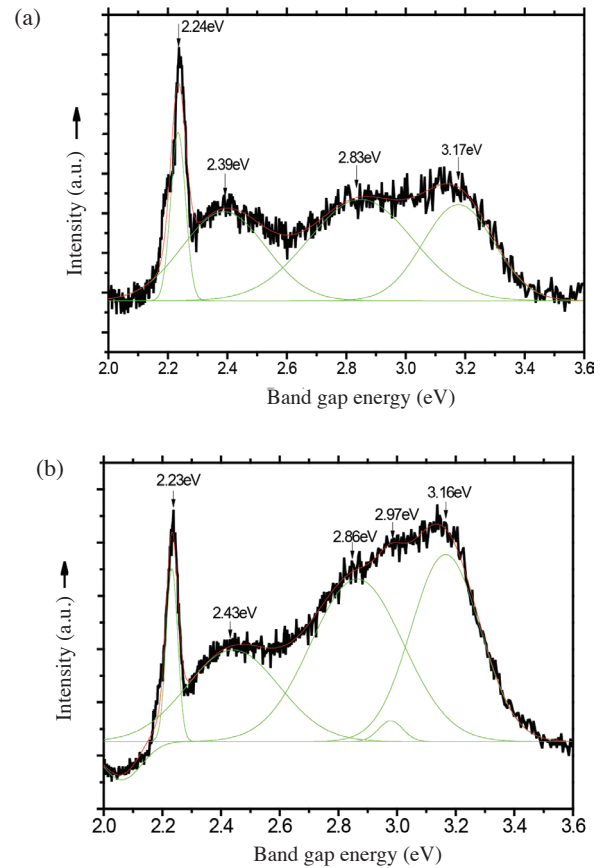 (a)
2.24eV
2.39eV
2.83eV
3.17eV
Intensity (a.u.)
2.0 2.2 2.4 2.6 2.8 3.0 3.2 3.4 3.6
Band gap energy (eV)
(b)
2.23eV
2.43eV
2.86eV
2.97eV
3.16eV
Intensity (a.u.)
2.0 2.2 2.4 2.6 2.8 3.0 3.2 3.4 3.6
Band gap energy (eV)